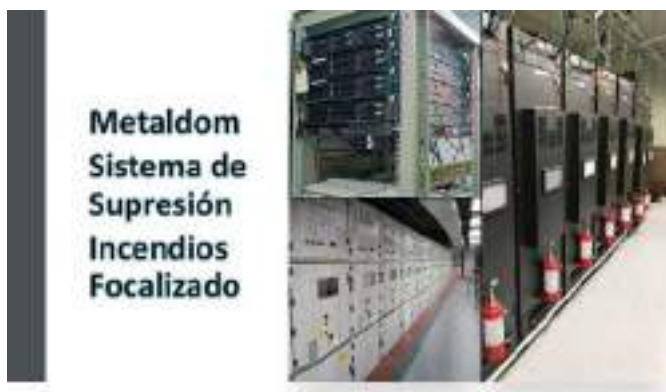 Metaldom
Sistema de
Supresión
Incendios
Focalizado